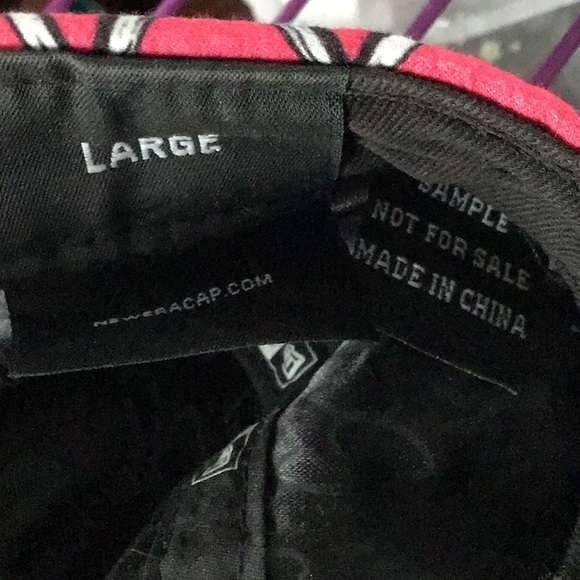 LARGE
NEWERACAP.COM
SAMPLE
NOT FOR SALE
MADE IN CHINA